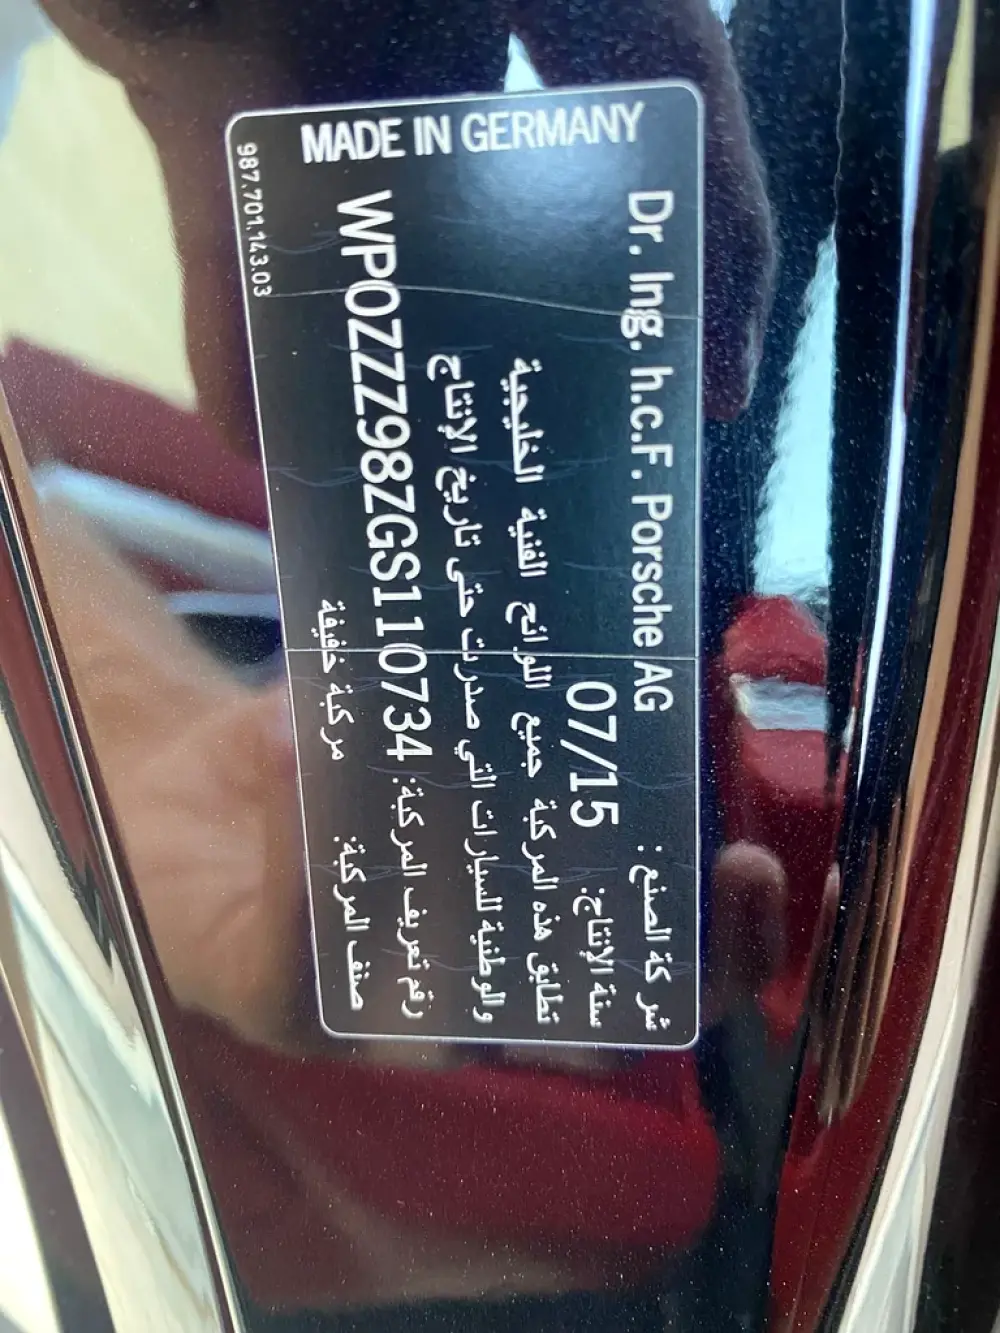 شركة الصنع : Dr. Ing. h.c.F. Porsche AG
سنة الإنتاج: 07/15
تطابق هذه المركبة جميع اللوائح الفنية الخليجية
والوطنية للسيارات التي صدرت حتى تاريخ الإنتاج
رقم تعريف المركبة: WP0ZZZ98ZGS110734
صنف المركبة: مركبة خفيفة
MADE IN GERMANY
987.701.143.03